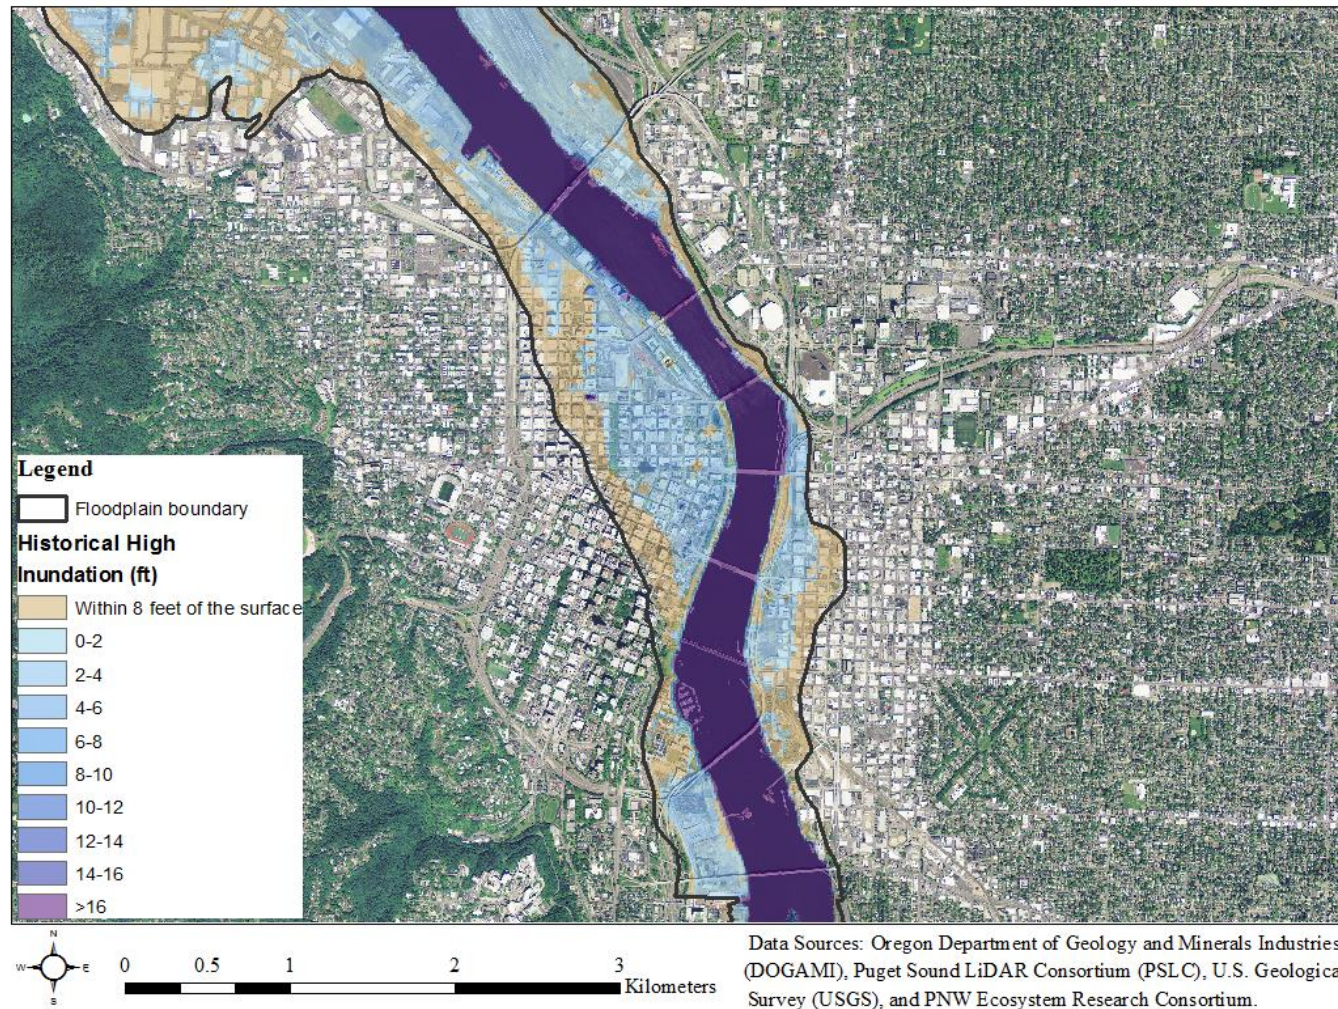 Legend
Floodplain boundary
Historical High
Inundation (ft)
Within 8 feet of the surface
0-2
2-4
4-6
6-8
8-10
10-12
12-14
14-16
>16
N
W
E
S
0 0.5 1 2 3
Kilometers
Data Sources: Oregon Department of Geology and Minerals Industries
(DOGAMI), Puget Sound LiDAR Consortium (PSLC), U.S. Geologica
Survey (USGS), and PNW Ecosystem Research Consortium.